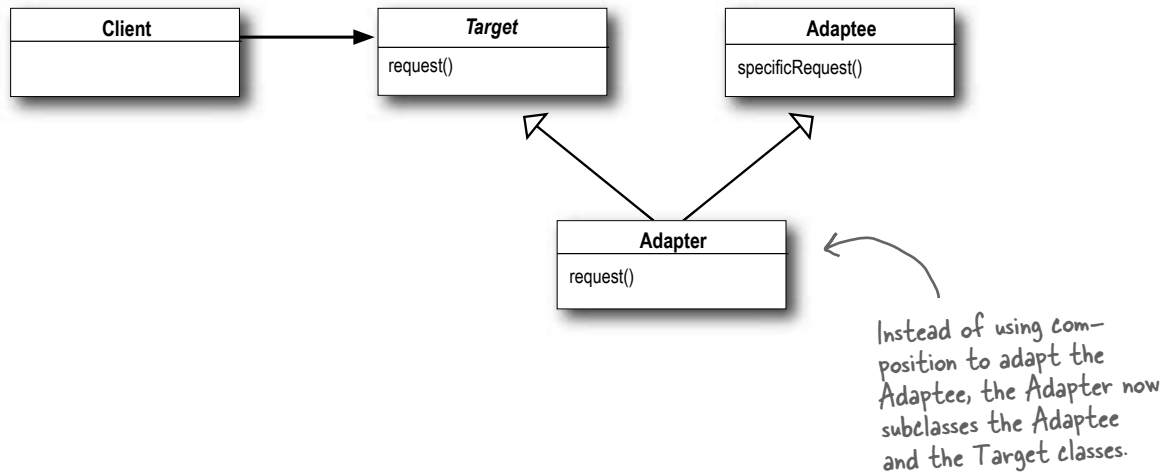 Client
Target
request()
Adaptee
specificRequest()
Adapter
request()
Instead of using com-
position to adapt the
Adaptee, the Adapter now
subclasses the Adaptee
and the Target classes.